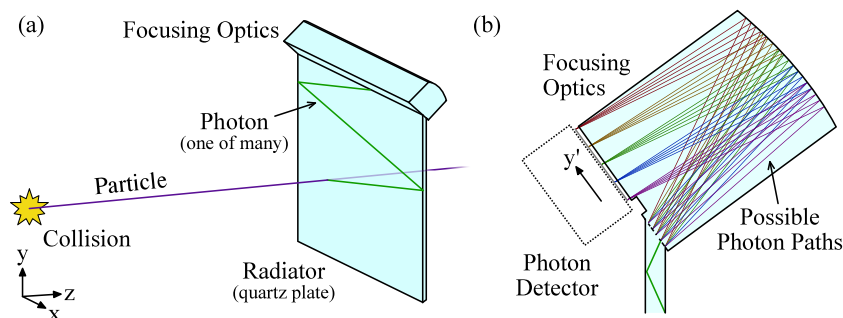 (a)
Focusing Optics
Photon
(one of many)
Particle
Collision
Radiator
(quartz plate)
y
z
x
(b)
Focusing
Optics
y'
Possible
Photon Paths
Photon
Detector